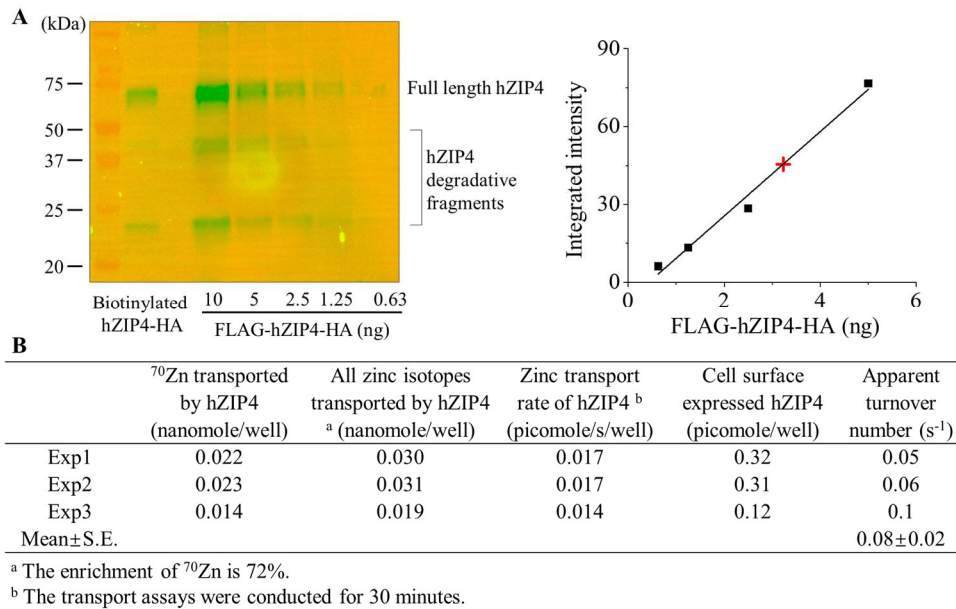 A
(kDa)
75
50
37
25
20
Full length hZIP4
hZIP4
degradative
fragments
Biotinylated
hZIP4-HA
10 5 2.5 1.25 0.63
FLAG-hZIP4-HA (ng)
Integrated intensity
90
60
30
0
0 2 4 6
FLAG-hZIP4-HA (ng)
B
⁷⁰Zn transported by hZIP4 (nanomole/well)
All zinc isotopes transported by hZIP4 ᵃ (nanomole/well)
Zinc transport rate of hZIP4 ᵇ (picomole/s/well)
Cell surface expressed hZIP4 (picomole/well)
Apparent turnover number (s⁻¹)
Exp1 0.022 0.030 0.017 0.32 0.05
Exp2 0.023 0.031 0.017 0.31 0.06
Exp3 0.014 0.019 0.014 0.12 0.1
Mean±S.E. 0.08±0.02
ᵃ The enrichment of ⁷⁰Zn is 72%.
ᵇ The transport assays were conducted for 30 minutes.